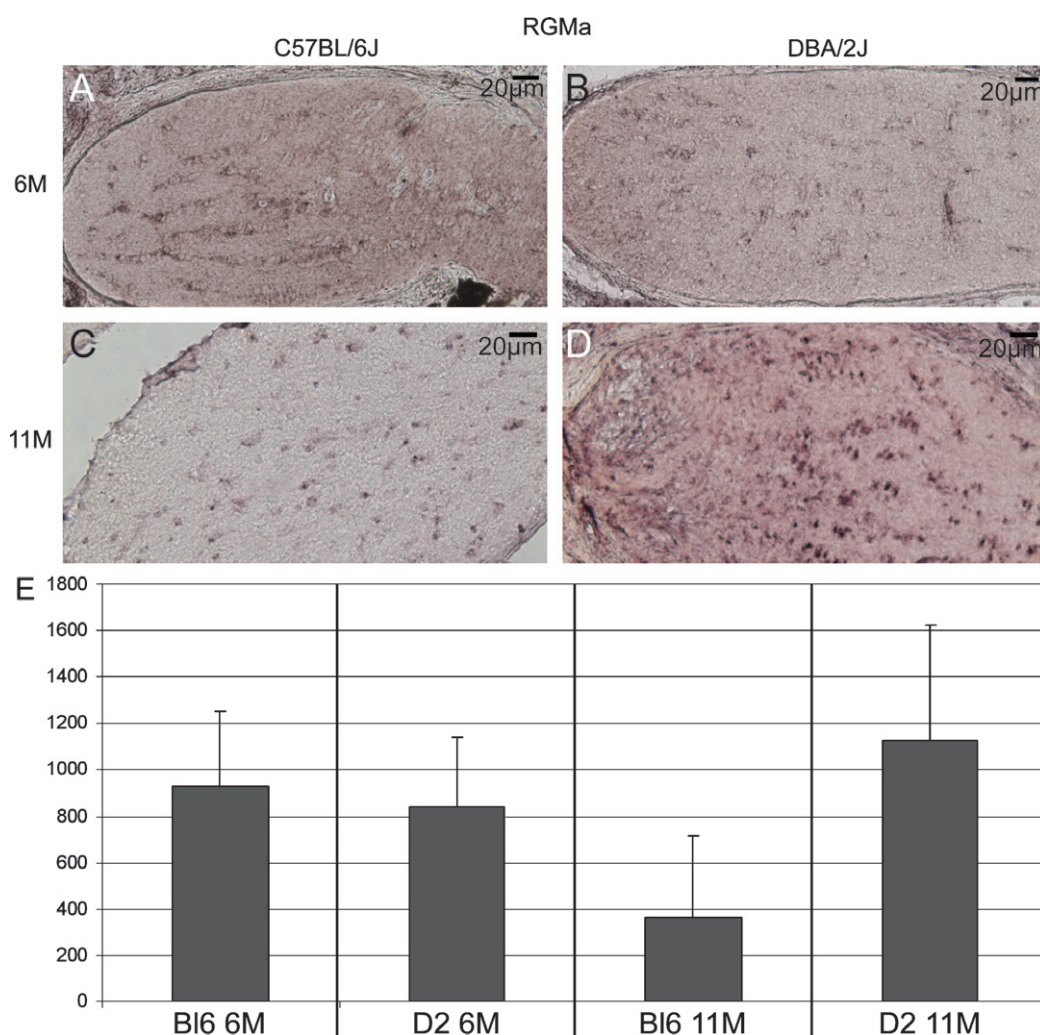 RGMa
C57BL/6J DBA/2J
A 20µm B 20µm
6M
C 20µm D 20µm
11M
E
1800
1600
1400
1200
1000
800
600
400
200
0
Bl6 6M D2 6M Bl6 11M D2 11M